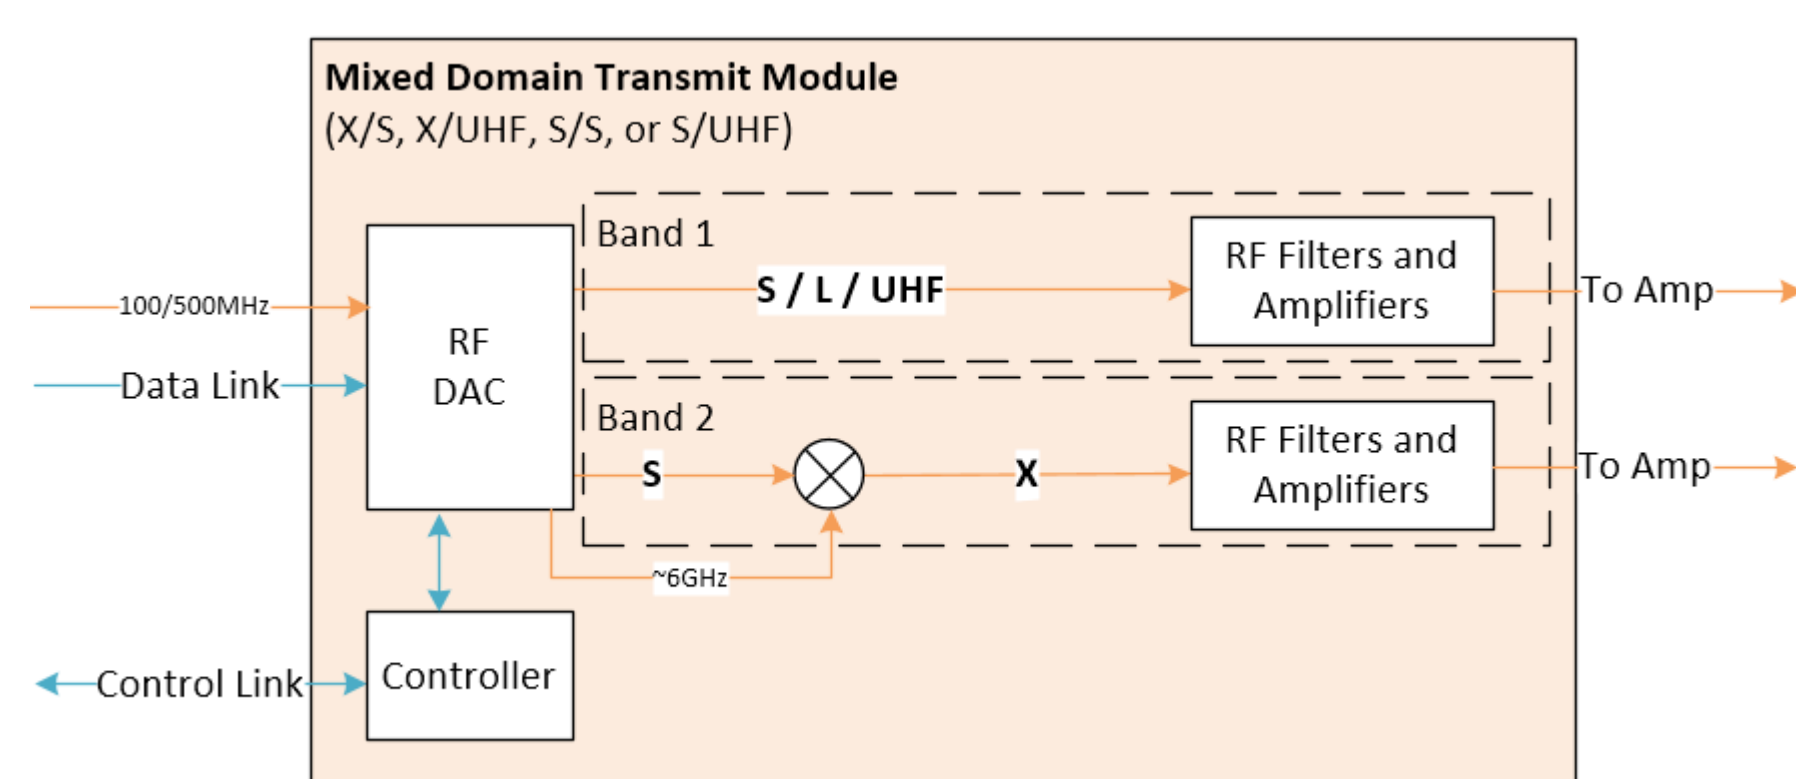 Mixed Domain Transmit Module
(X/S, X/UHF, S/S, or S/UHF)
Band 1
S / L / UHF
RF Filters and
Amplifiers
To Amp
100/500MHz
RF
DAC
Data Link
Band 2
S
X
RF Filters and
Amplifiers
To Amp
~6GHz
Control Link
Controller